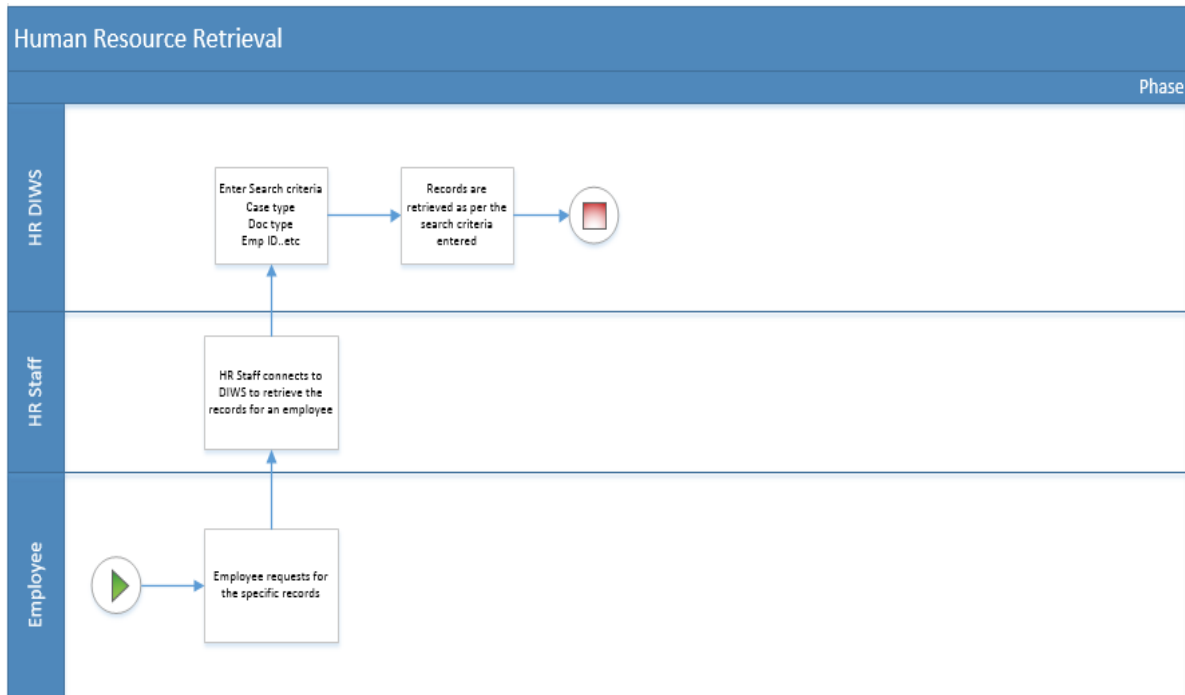 Human Resource Retrieval
Phase
HR DIWS
Enter Search criteria
Case type
Doc type
Emp ID..etc
Records are
retrieved as per the
search criteria
entered
HR Staff
HR Staff connects to
DIWS to retrieve the
records for an employee
Employee
Employee requests for
the specific records